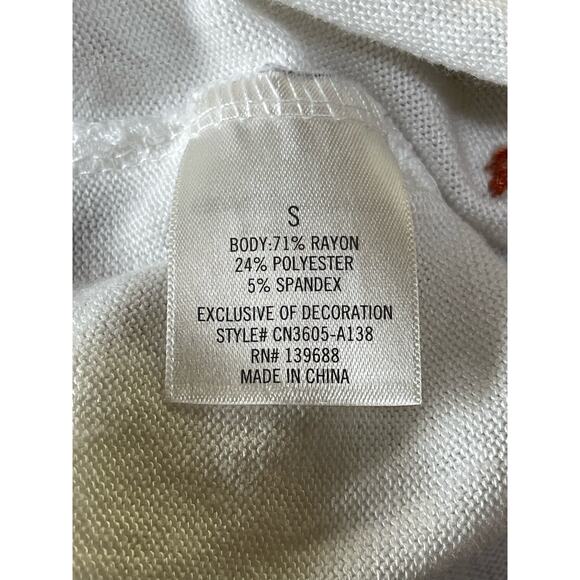 S
BODY:71% RAYON
24% POLYESTER
5% SPANDEX
EXCLUSIVE OF DECORATION
STYLE# CN3605-A138
RN# 139688
MADE IN CHINA